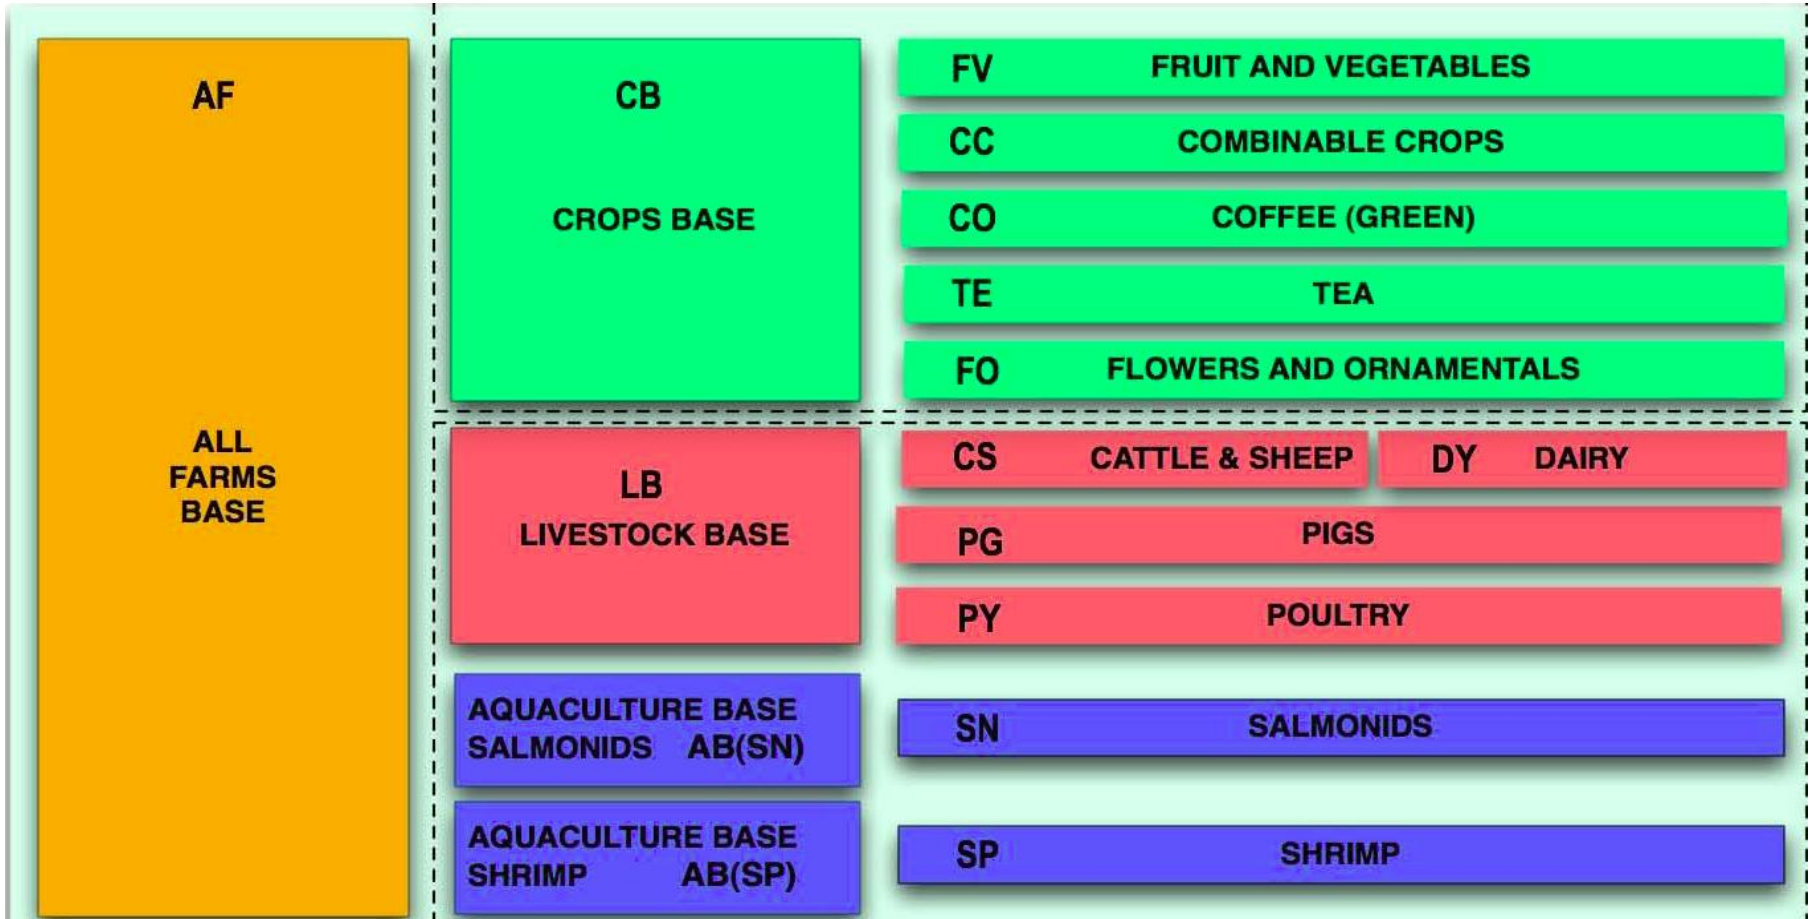 AF
ALL
FARMS
BASE
CB
CROPS BASE
FV FRUIT AND VEGETABLES
CC COMBINABLE CROPS
CO COFFEE (GREEN)
TE TEA
FO FLOWERS AND ORNAMENTALS
LB
LIVESTOCK BASE
CS CATTLE & SHEEP DY DAIRY
PG PIGS
PY POULTRY
AQUACULTURE BASE
SALMONIDS AB(SN)
SN SALMONIDS
AQUACULTURE BASE
SHRIMP AB(SP)
SP SHRIMP